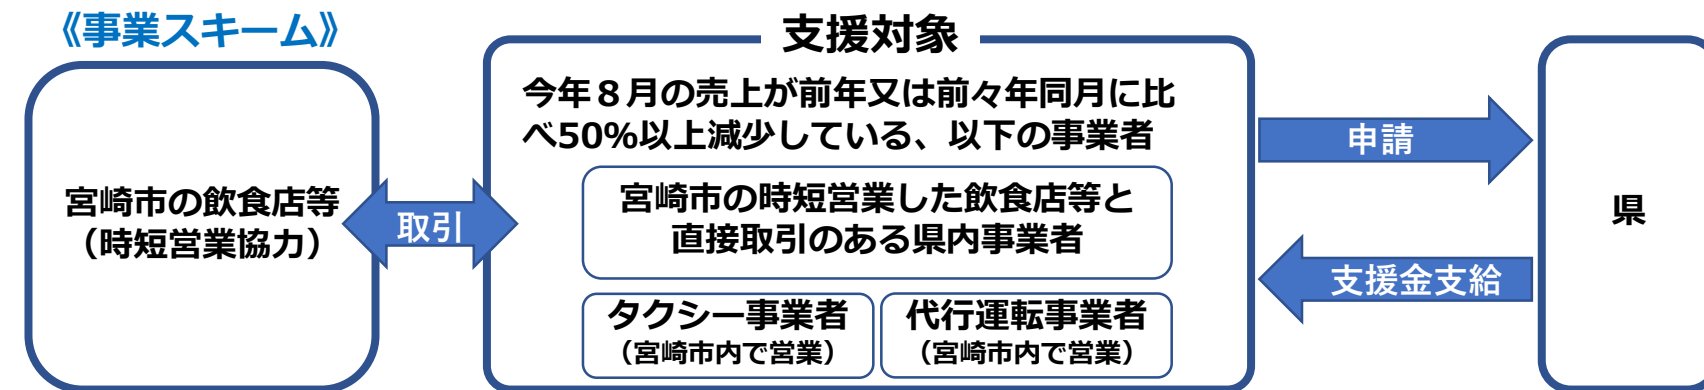 《事業スキーム》
支援対象
宮崎市の飲食店等
（時短営業協力）
取引
今年８月の売上が前年又は前々年同月に比
べ50%以上減少している、以下の事業者
宮崎市の時短営業した飲食店等と
直接取引のある県内事業者
タクシー事業者
（宮崎市内で営業）
代行運転事業者
（宮崎市内で営業）
申請
支援金支給
県